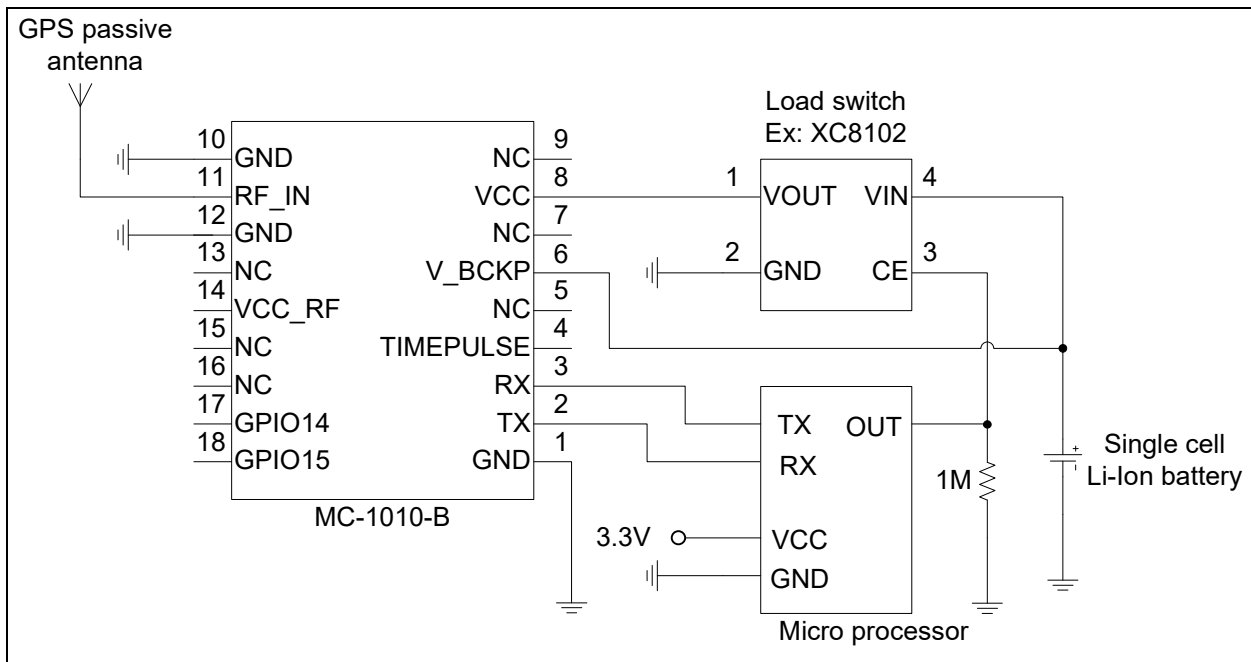 GPS passive
antenna
10
GND
11
RF_IN
12
GND
13
NC
14
VCC_RF
15
NC
16
NC
17
GPIO14
18
GPIO15
9
NC
8
VCC
7
NC
6
V_BCKP
5
NC
4
TIMEPULSE
3
RX
2
TX
1
GND
MC-1010-B
Load switch
Ex: XC8102
1
VOUT
VIN
4
2
GND
CE
3
TX
OUT
RX
3.3V
VCC
GND
Micro processor
1M
+
-
Single cell
Li-Ion battery